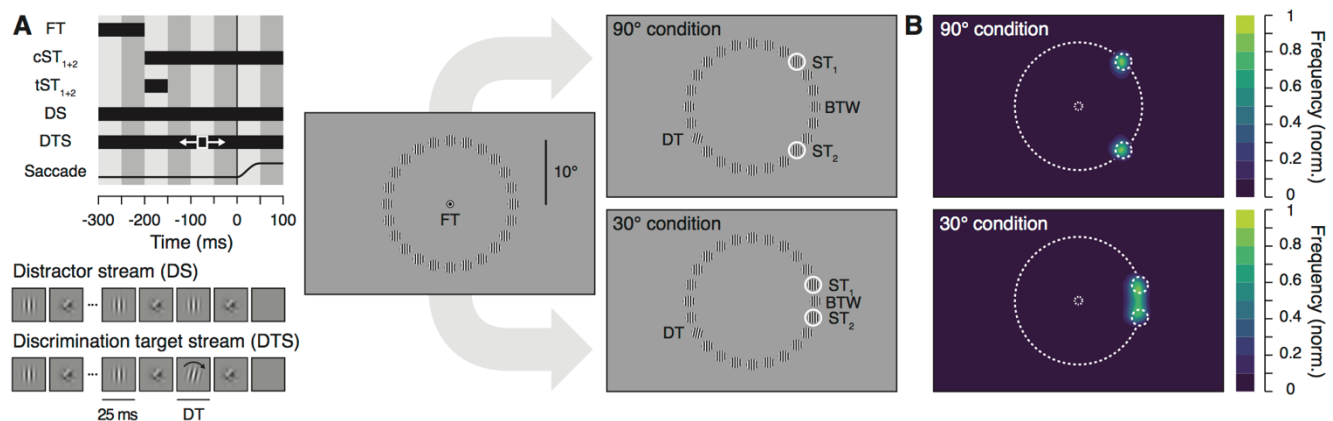 A
FT
cST1+2
tST1+2
DS
DTS
Saccade
-300 -200 -100 0 100
Time (ms)
Distractor stream (DS)
...
Discrimination target stream (DTS)
...
25 ms
DT
FT
10°
90° condition
ST1
BTW
DT
ST2
30° condition
ST1
BTW
ST2
DT
B
90° condition
1
0.8
0.6
0.4
0.2
0
Frequency (norm.)
30° condition
1
0.8
0.6
0.4
0.2
0
Frequency (norm.)